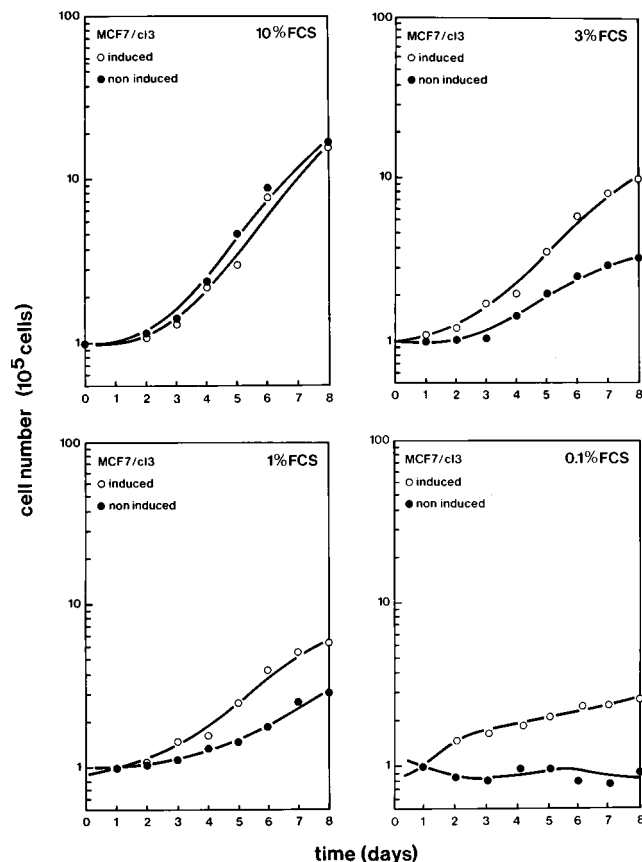 100
10
1
MCF7/cl3 10% FCS
○ induced
● non induced
0 1 2 3 4 5 6 7 8
100
10
1
MCF7/cl3 3% FCS
○ induced
● non induced
0 1 2 3 4 5 6 7 8
cell number (10⁵ cells)
100
10
1
MCF7/cl3 1% FCS
○ induced
● non induced
0 1 2 3 4 5 6 7 8
100
10
1
MCF7/cl3 0.1% FCS
○ induced
● non induced
0 1 2 3 4 5 6 7 8
time (days)